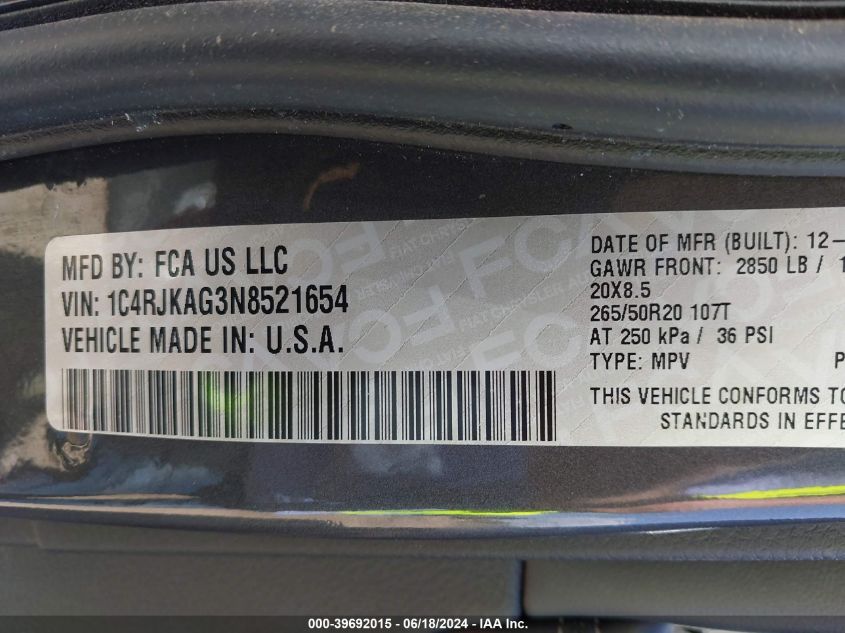 MFD BY: FCA US LLC
VIN: 1C4RJKAG3N8521654
VEHICLE MADE IN: U.S.A.
DATE OF MFR (BUILT): 12-
GAWR FRONT: 2850 LB /
20X8.5
265/50R20 107T
AT 250 kPa / 36 PSI
TYPE: MPV P
THIS VEHICLE CONFORMS TO
STANDARDS IN EFFE
000-39692015 - 06/18/2024 - IAA Inc.